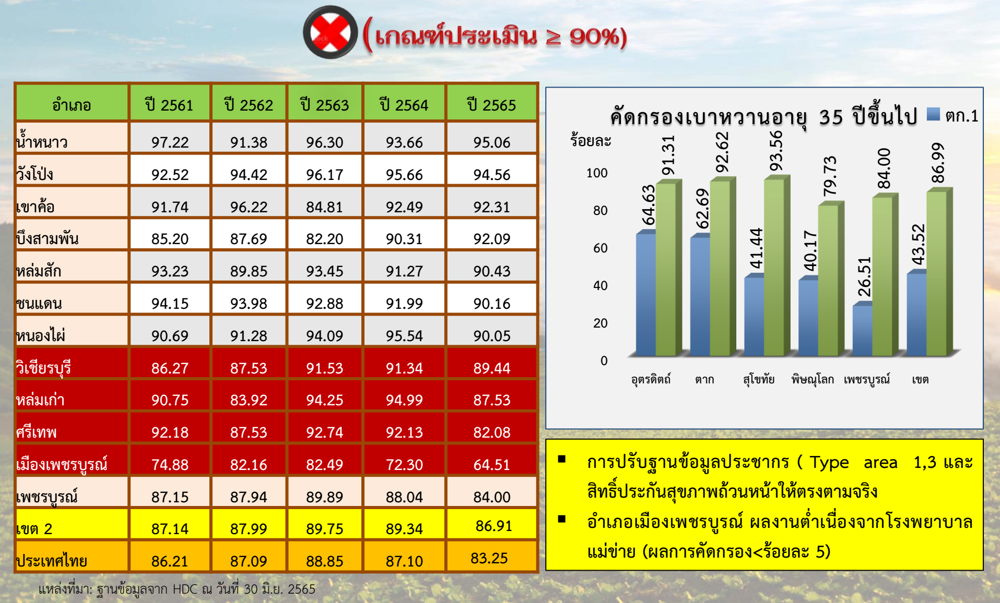 (เกณฑ์ประเมิน ≥ 90%)
อำเภอ ปี 2561 ปี 2562 ปี 2563 ปี 2564 ปี 2565
น้ำหนาว 97.22 91.38 96.30 93.66 95.06
วังโป่ง 92.52 94.42 96.17 95.66 94.56
เขาค้อ 91.74 96.22 84.81 92.49 92.31
บึงสามพัน 85.20 87.69 82.20 90.31 92.09
หล่มสัก 93.23 89.85 93.45 91.27 90.43
ชนแดน 94.15 93.98 92.88 91.99 90.16
หนองไผ่ 90.69 91.28 94.09 95.54 90.05
วิเชียรบุรี 86.27 87.53 91.53 91.34 89.44
หล่มเก่า 90.75 83.92 94.25 94.99 87.53
ศรีเทพ 92.18 87.53 92.74 92.13 82.08
เมืองเพชรบูรณ์ 74.88 82.16 82.49 72.30 64.51
เพชรบูรณ์ 87.15 87.94 89.89 88.04 84.00
เขต 2 87.14 87.99 89.75 89.34 86.91
ประเทศไทย 86.21 87.09 88.85 87.10 83.25
แหล่งที่มา: ฐานข้อมูลจาก HDC ณ วันที่ 30 มิ.ย. 2565
คัดกรองเบาหวานอายุ 35 ปีขึ้นไป
ตก.1
ร้อยละ
100
80
60
40
20
0
64.63 91.31 62.69 92.62 41.44 93.56 40.17 79.73 26.51 84.00 43.52 86.99
อุตรดิตถ์ ตาก สุโขทัย พิษณุโลก เพชรบูรณ์ เขต
▪ การปรับฐานข้อมูลประชากร ( Type area 1,3 และ
สิทธิ์ประกันสุขภาพถ้วนหน้าให้ตรงตามจริง
▪ อำเภอเมืองเพชรบูรณ์ ผลงานต่ำเนื่องจากโรงพยาบาล
แม่ข่าย (ผลการคัดกรอง<ร้อยละ 5)